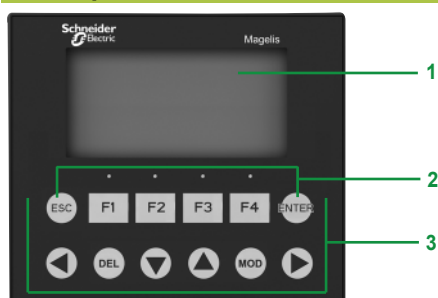 Schneider
Electric
Magelis
1
2
ESC F1 F2 F3 F4 ENTER
3
DEL MOD